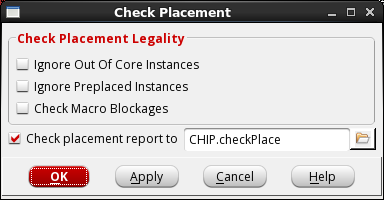 Check Placement
Check Placement Legality
Ignore Out Of Core Instances
Ignore Preplaced Instances
Check Macro Blockages
Check placement report to CHIP.checkPlace
OK Apply Cancel Help